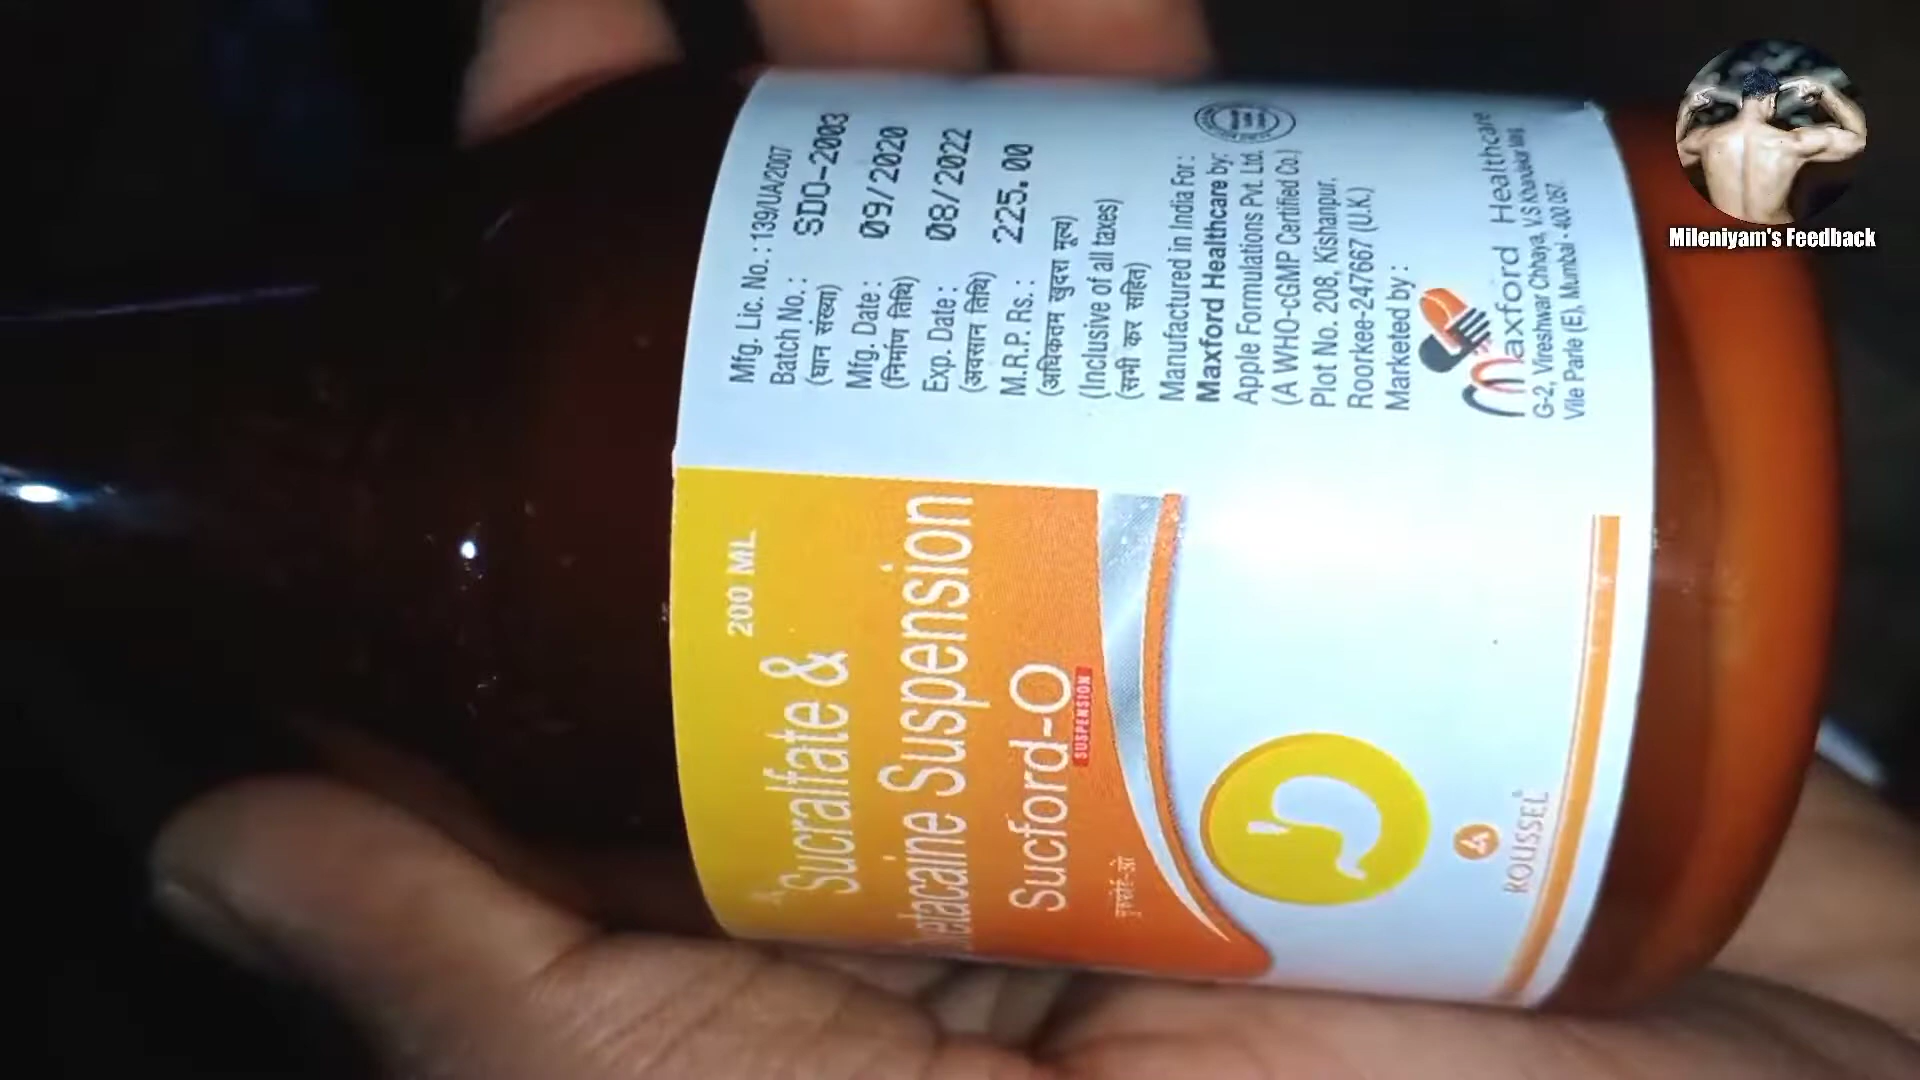 Mileniyam's Feedback
200 ML
Sucralfate &
Suspension
Sucford-O
SUSPENSION
ROUSSEL
Mfg. Lic. No. : 139/UA/2007
Batch No. : SDO-2003
(घान संख्या)
Mfg. Date : 09/2020
(निर्माण तिथि)
Exp. Date : 08/2022
(अवसान तिथि)
M.R.P. Rs. : 225.00
(अधिकतम खुदरा मूल्य)
(Inclusive of all taxes)
(सभी कर सहित)
Manufactured in India For :
Maxford Healthcare by:
Apple Formulations Pvt. Ltd.
(A WHO-cGMP Certified Co.)
Plot No. 208, Kishanpur,
Roorkee-247667 (U.K.)
Marketed by :
Maxford Healthcare
G-2, Vireshwar Chhaya, V.S Khandekar Marg,
Vile Parle (E), Mumbai - 400 057.